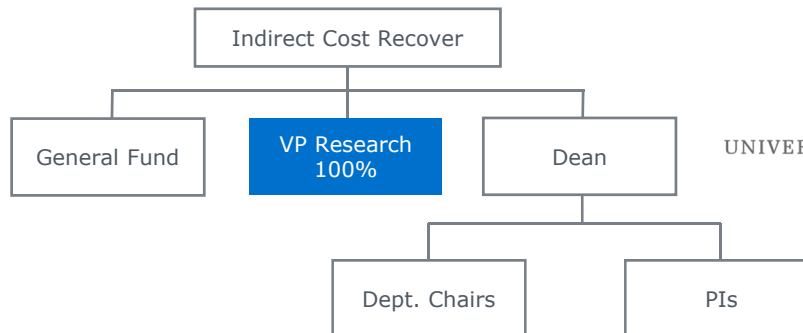 Indirect Cost Recover
General Fund
VP Research
100%
Dean
Dept. Chairs
PIs